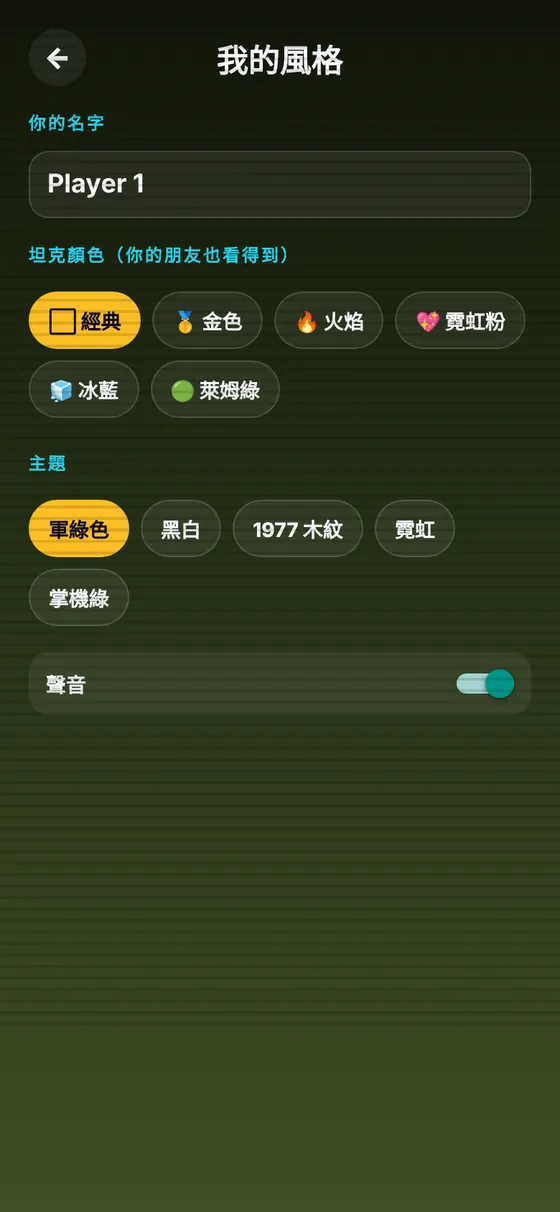 我的風格
你的名字
Player 1
坦克顏色（你的朋友也看得到）
經典
🥇 金色
🔥 火焰
💖 霓虹粉
🧊 冰藍
🟢 萊姆綠
主題
軍綠色
黑白
1977 木紋
霓虹
掌機綠
聲音